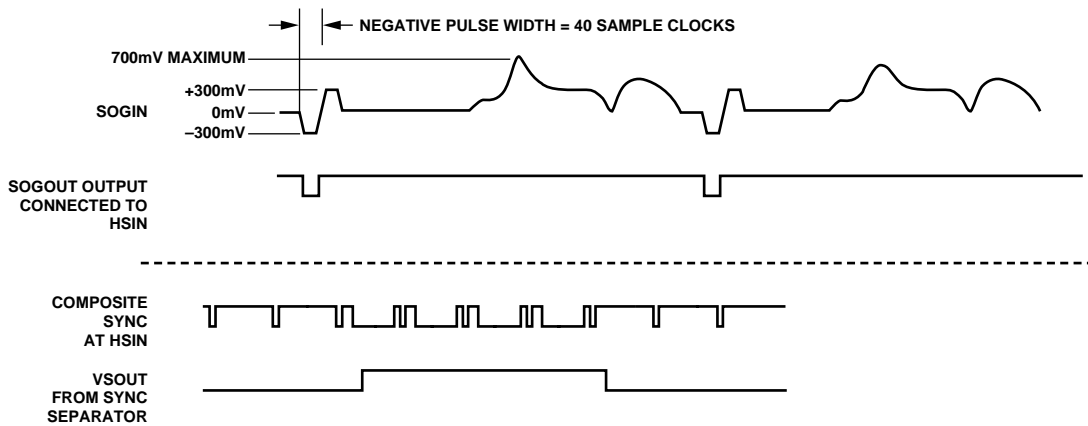 NEGATIVE PULSE WIDTH = 40 SAMPLE CLOCKS
700mV MAXIMUM
+300mV
SOGIN
0mV
–300mV
SOGOUT OUTPUT
CONNECTED TO
HSIN
COMPOSITE
SYNC
AT HSIN
VSOUT
FROM SYNC
SEPARATOR